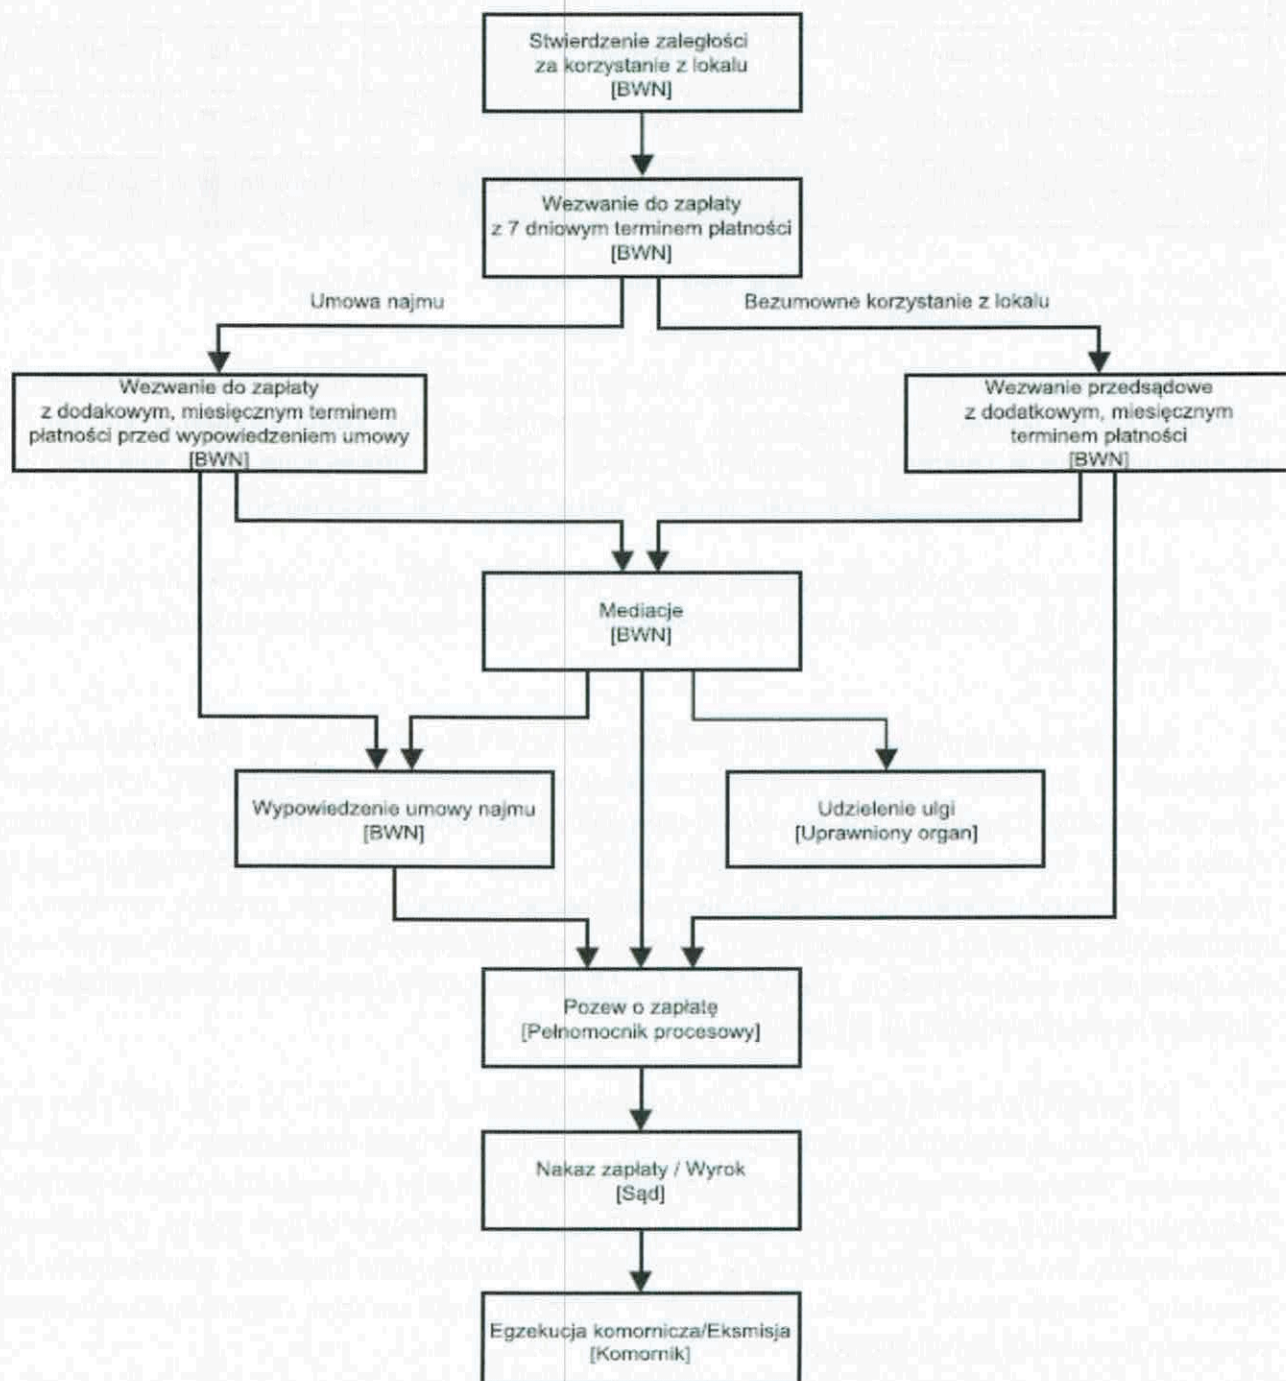 Stwierdzenie zaległości
za korzystanie z lokalu
[BWN]
Wezwanie do zapłaty
z 7 dniowym terminem płatności
[BWN]
Umowa najmu
Bezumowne korzystanie z lokalu
Wezwanie do zapłaty
z dodakowym, miesięcznym terminem
płatności przed wypowiedzeniem umowy
[BWN]
Wezwanie przedsądowe
z dodatkowym, miesięcznym
terminem płatności
[BWN]
Mediacje
[BWN]
Wypowiedzenie umowy najmu
[BWN]
Udzielenie ulgi
[Uprawniony organ]
Pozew o zapłatę
[Pełnomocnik procesowy]
Nakaz zapłaty / Wyrok
[Sąd]
Egzekucja komornicza/Eksmisja
[Komornik]